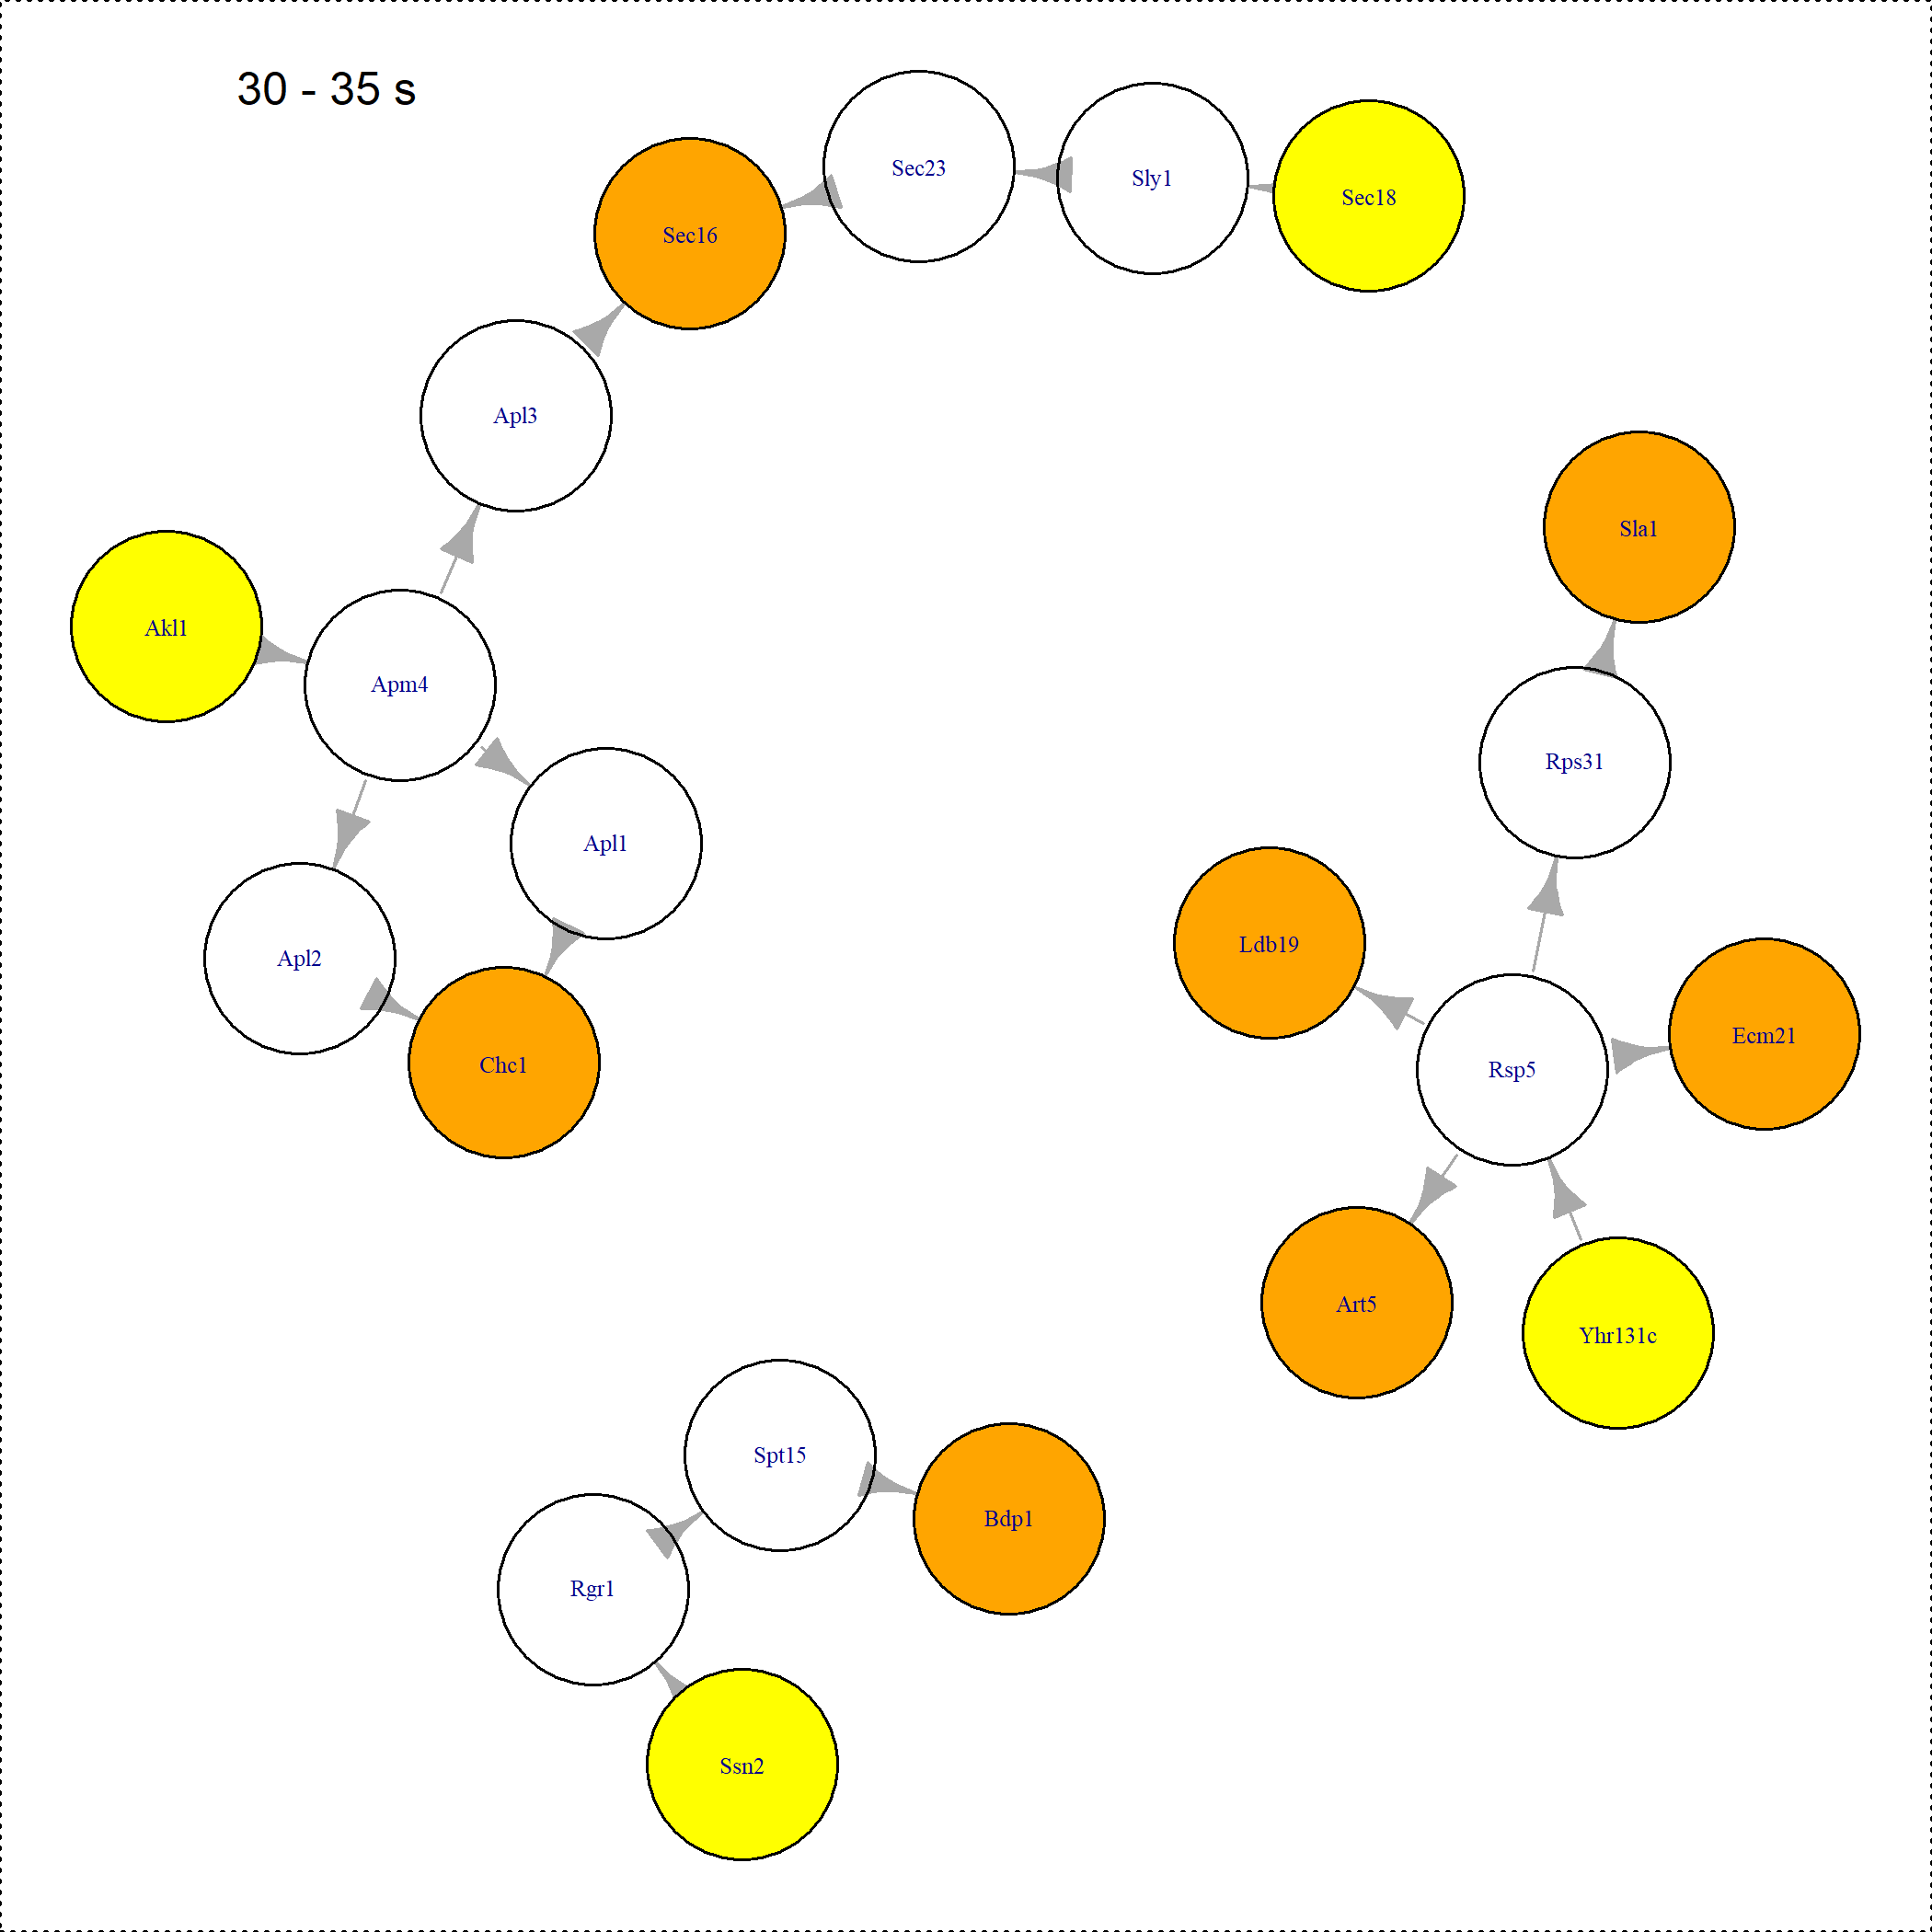 30 - 35 s
Sec23
Sly1
Sec18
Sec16
Apl3
Sla1
Akl1
Apm4
Rps31
Apl1
Ldb19
Apl2
Ecm21
Chc1
Rsp5
Art5
Yhr131c
Spt15
Bdp1
Rgr1
Ssn2